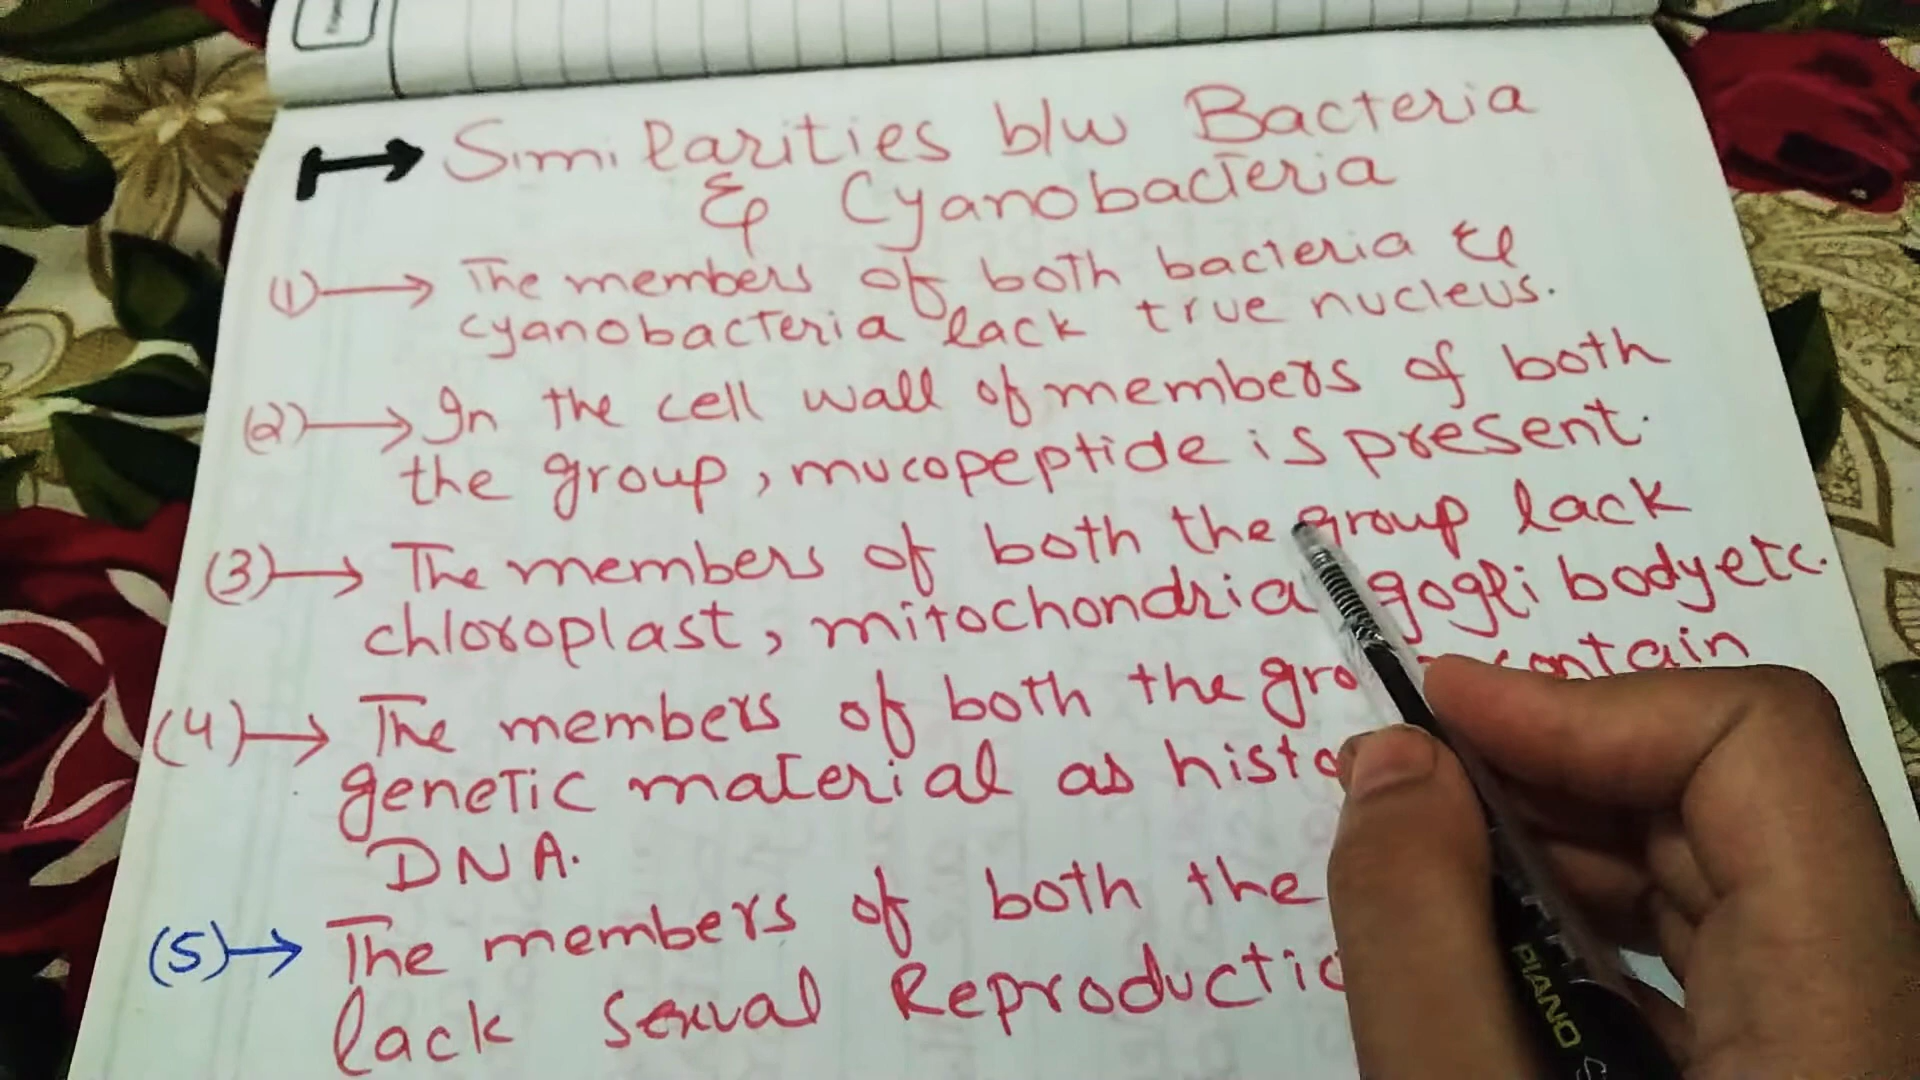 Similarities b/w Bacteria
& Cyanobacteria
(1) → The members of both bacteria &
cyanobacteria lack true nucleus.
(2) → In the cell wall of members of both
the group, mucopeptide is present.
(3) → The members of both the group lack
chloroplast, mitochondria gogli body etc.
(4) → The members of both the contain
genetic material as
DNA.
(5) → The members of both the
lack sexual
PIANO